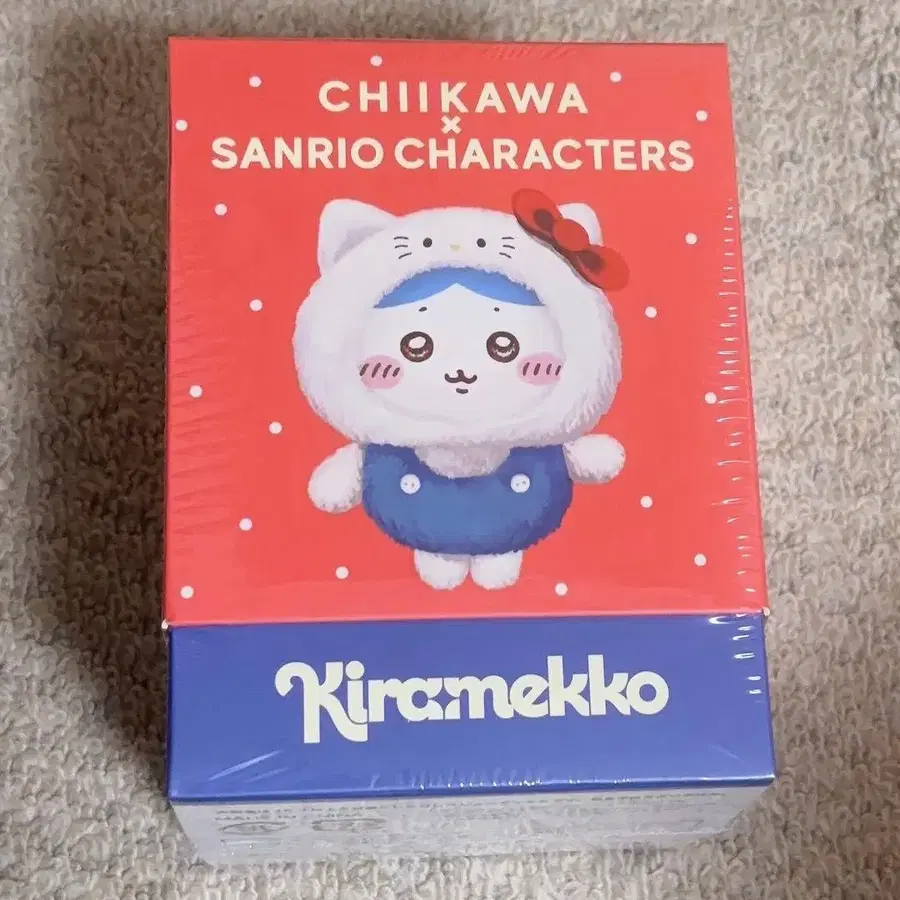 CHIIKAWA
×
SANRIO CHARACTERS
Kiramekko